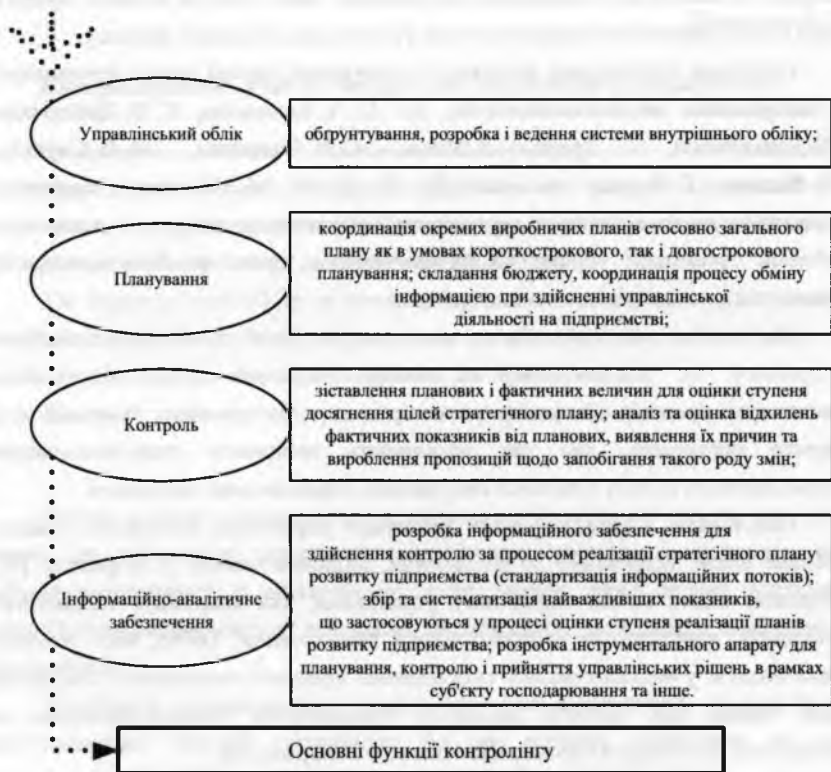 Управлінський облік
обґрунтування, розробка і ведення системи внутрішнього обліку;
Планування
координація окремих виробничих планів стосовно загального
плану як в умовах короткострокового, так і довгострокового
планування; складання бюджету, координація процесу обміну
інформацією при здійсненні управлінської
діяльності на підприємстві;
Контроль
зіставлення планових і фактичних величин для оцінки ступеня
досягнення цілей стратегічного плану; аналіз та оцінка відхилень
фактичних показників від планових, виявлення їх причин та
вироблення пропозицій щодо запобігання такого роду змін;
Інформаційно-аналітичне
забезпечення
розробка інформаційного забезпечення для
здійснення контролю за процесом реалізації стратегічного плану
розвитку підприємства (стандартизація інформаційних потоків);
збір та систематизація найважливіших показників,
що застосовуються у процесі оцінки ступеня реалізації планів
розвитку підприємства; розробка інструментального апарату для
планування, контролю і прийняття управлінських рішень в рамках
суб'єкту господарювання та інше.
Основні функції контролінгу